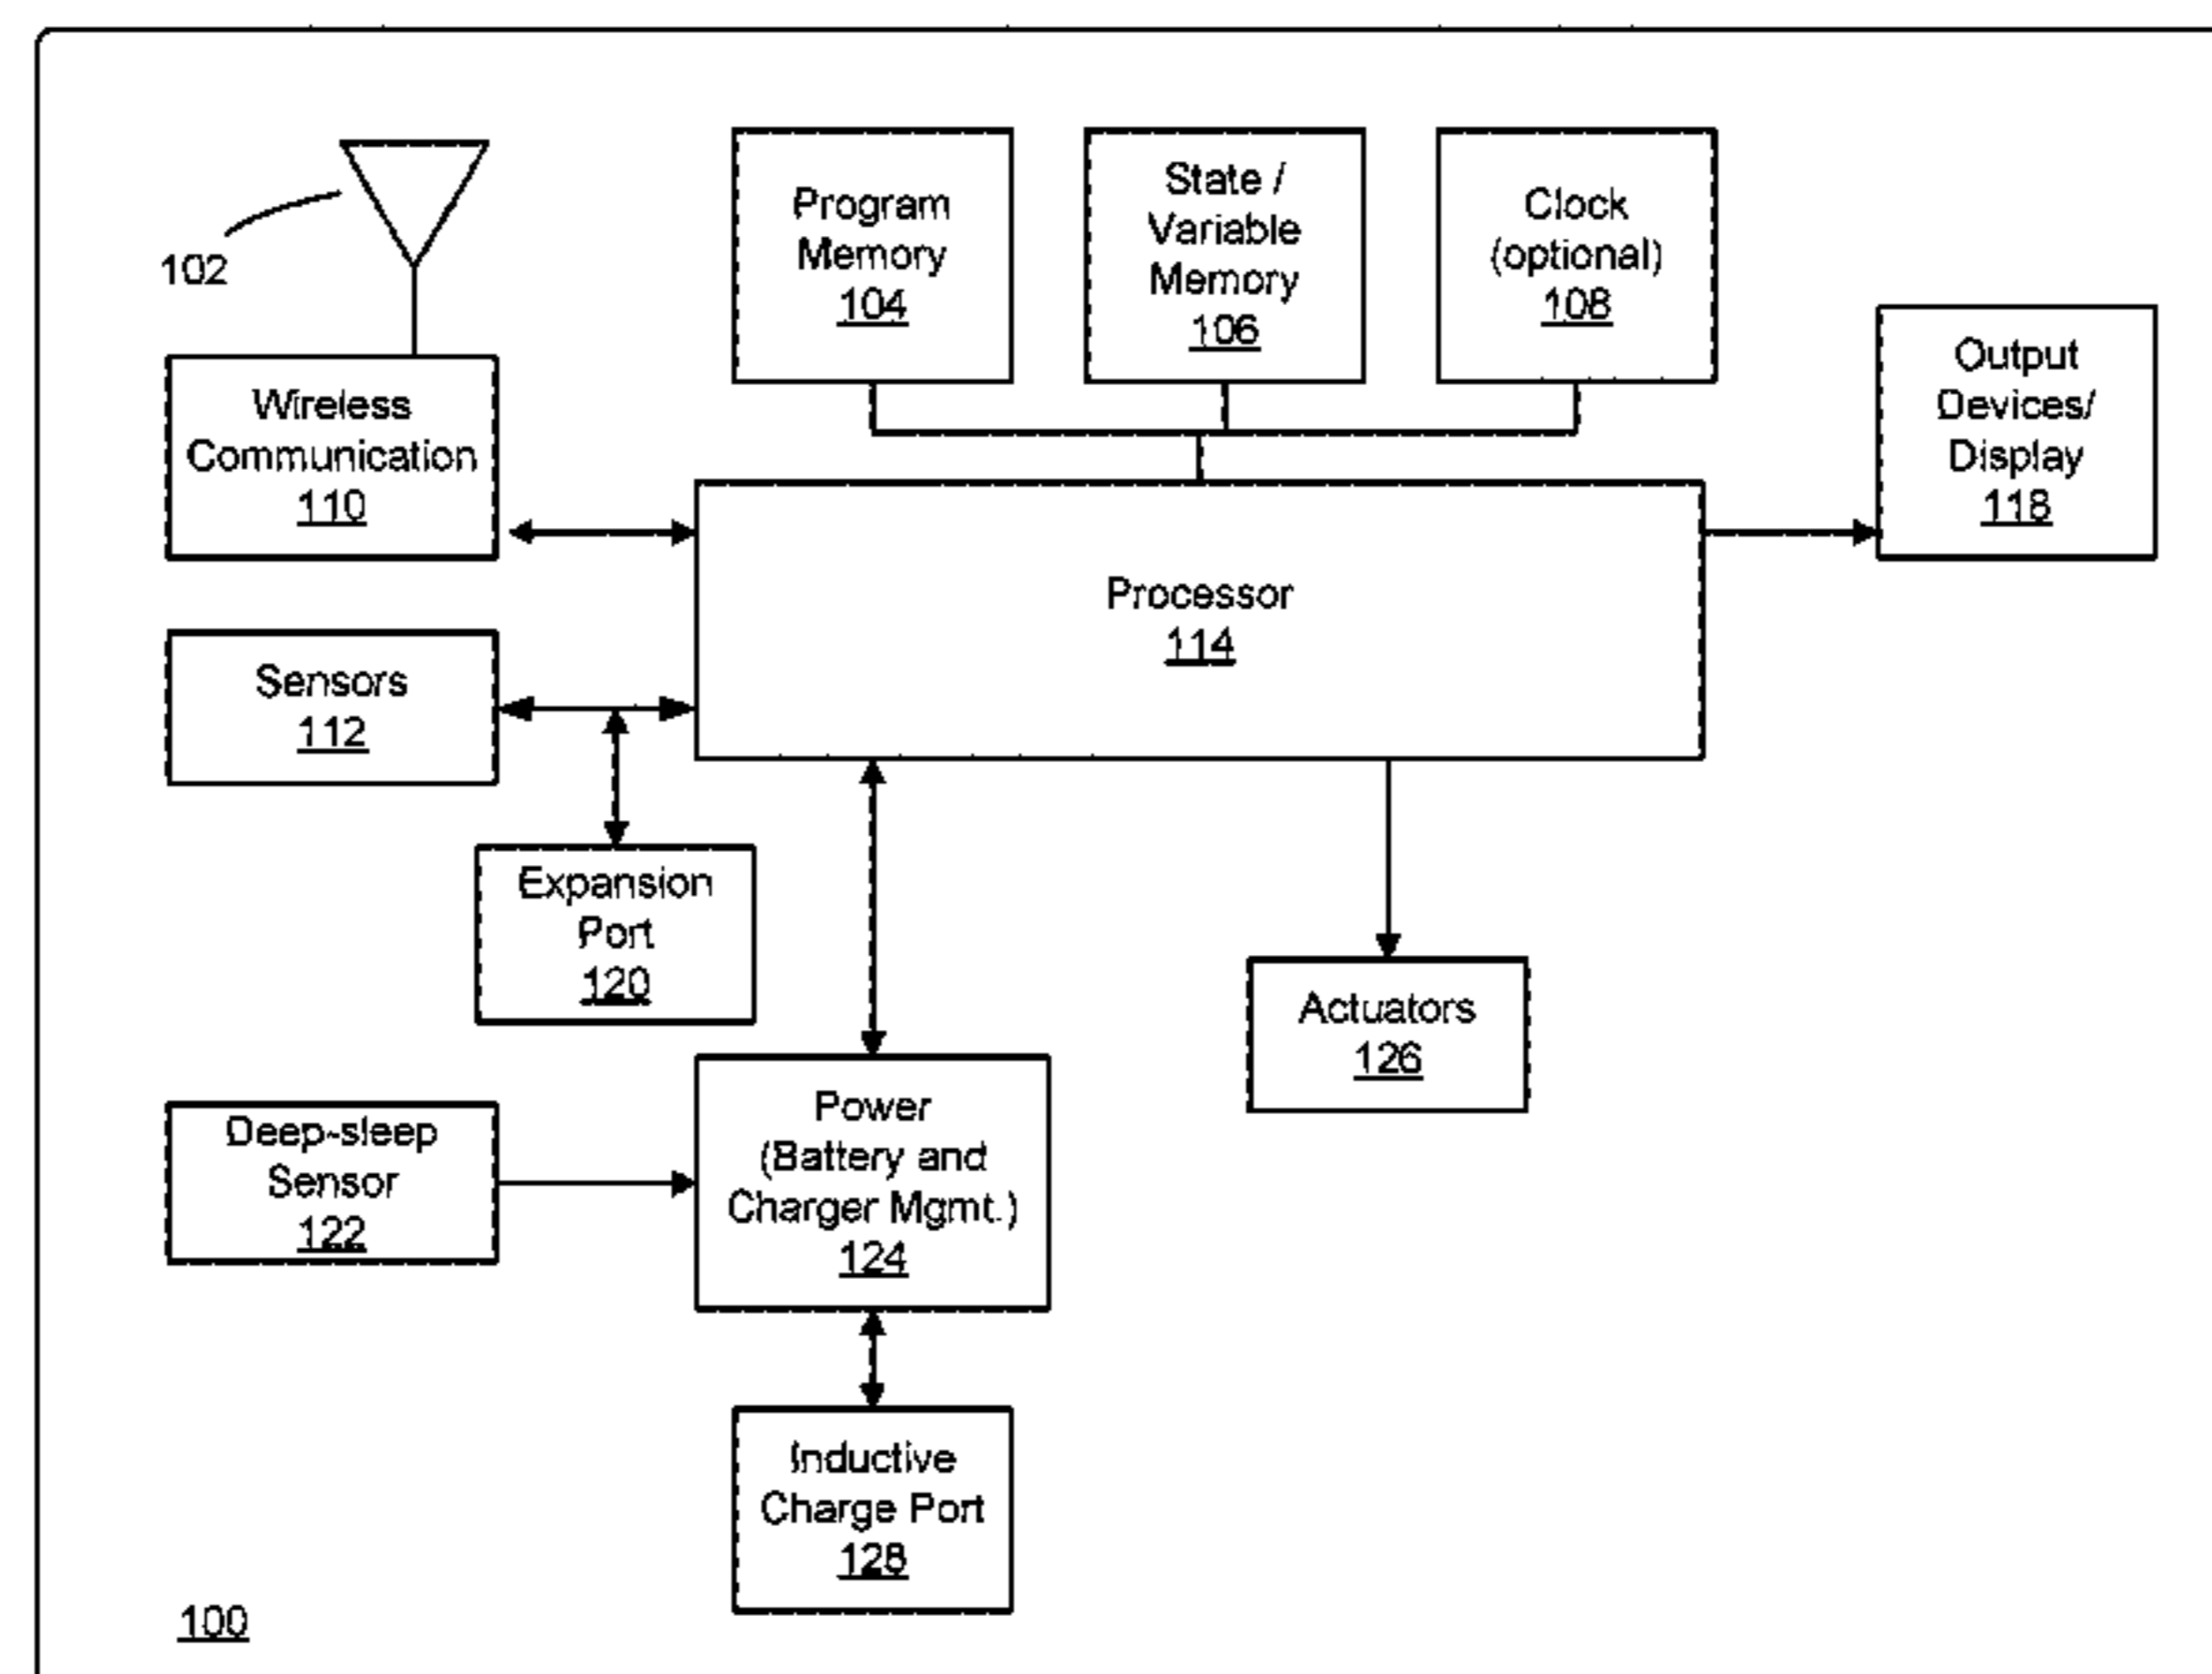 102
Program
Memory
104
State /
Variable
Memory
106
Clock
(optional)
108
Wireless
Communication
110
Output
Devices/
Display
118
Processor
114
Sensors
112
Expansion
Port
120
Actuators
126
Deep-sleep
Sensor
122
Power
(Battery and
Charger Mgmt.)
124
Inductive
Charge Port
128
100